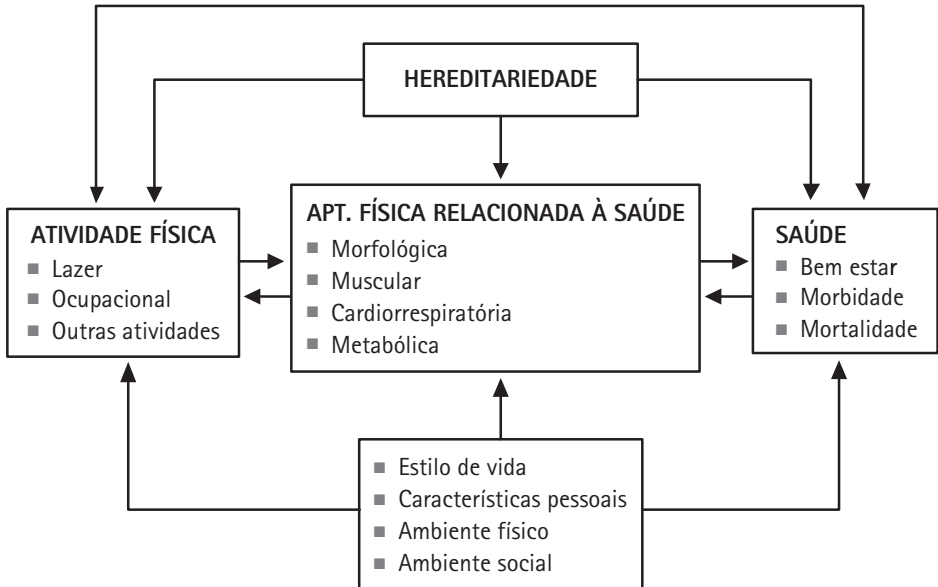 HEREDITARIEDADE
ATIVIDADE FÍSICA
Lazer
Ocupacional
Outras atividades
APT. FÍSICA RELACIONADA À SAÚDE
Morfológica
Muscular
Cardiorrespiratória
Metabólica
SAÚDE
Bem estar
Morbidade
Mortalidade
Estilo de vida
Características pessoais
Ambiente físico
Ambiente social